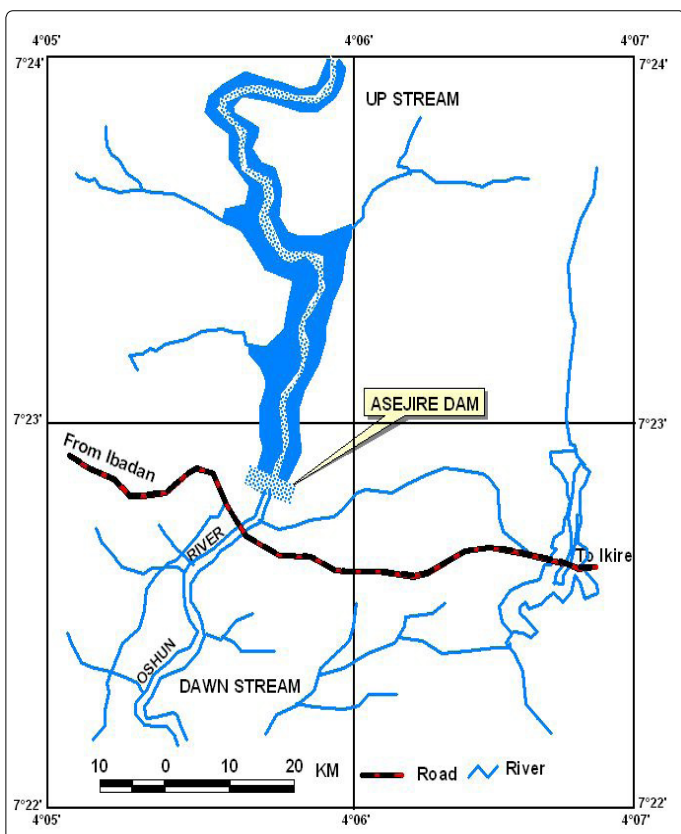 4°05' 4°06' 4°07'
7°24' 7°24'
UP STREAM
7°23' 7°23'
ASEJIRE DAM
From Ibadan
RIVER
To Ikire
OSHUN
DAWN STREAM
10 0 10 20 KM Road River
7°22' 7°22'
4°05' 4°06' 4°07'